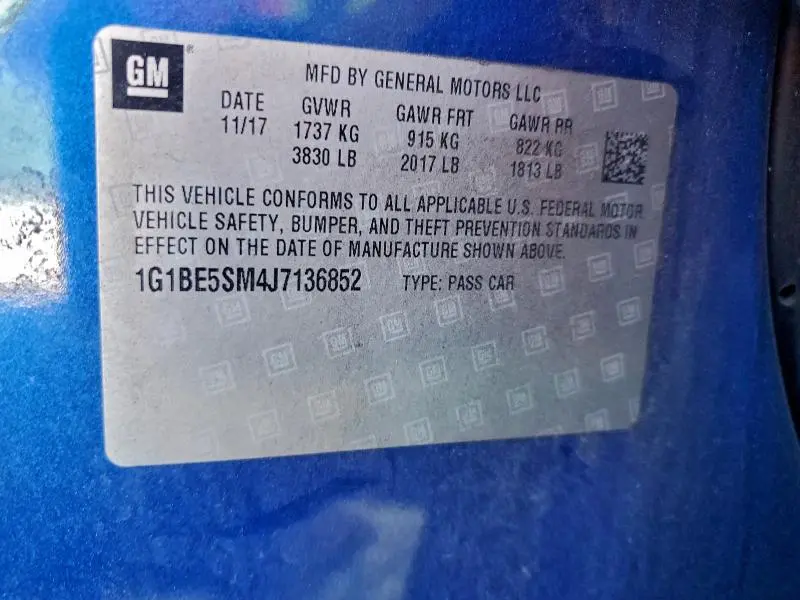 GM
MFD BY GENERAL MOTORS LLC
DATE GVWR GAWR FRT GAWR RR
11/17 1737 KG 915 KG 822 KG
3830 LB 2017 LB 1813 LB
THIS VEHICLE CONFORMS TO ALL APPLICABLE U.S. FEDERAL MOTOR
VEHICLE SAFETY, BUMPER, AND THEFT PREVENTION STANDARDS IN
EFFECT ON THE DATE OF MANUFACTURE SHOWN ABOVE.
1G1BE5SM4J7136852 TYPE: PASS CAR